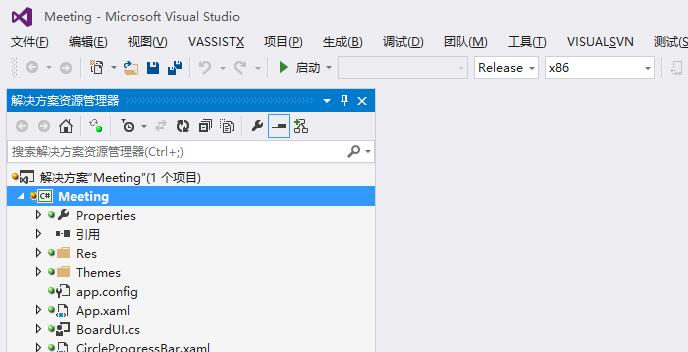 Meeting - Microsoft Visual Studio
文件(F) 编辑(E) 视图(V) VASSISTX 项目(P) 生成(B) 调试(D) 团队(M) 工具(T) VISUALSVN 测试(S
启动 Release x86
解决方案资源管理器
搜索解决方案资源管理器(Ctrl+;)
解决方案"Meeting"(1 个项目)
C# Meeting
Properties
引用
Res
Themes
app.config
App.xaml
C# BoardUI.cs
CircleProgressBar.xaml